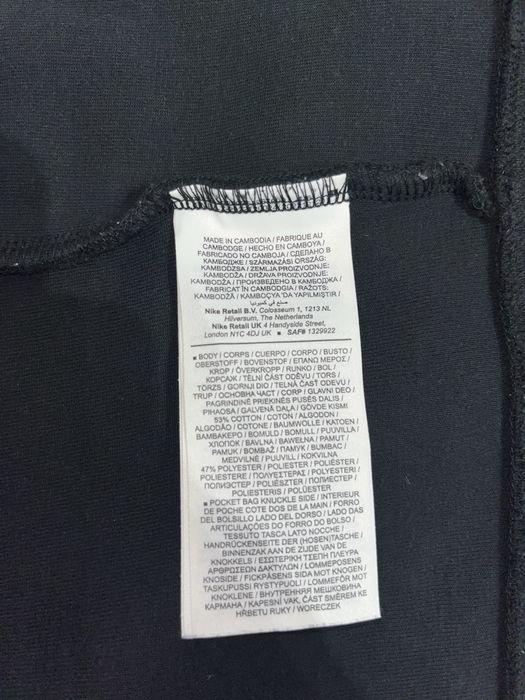 MADE IN CAMBODIA / FABRIQUE AU
CAMBODGE / HECHO EN CAMBOYA /
FABRICADO NO CAMBOJA / СДЕЛАНО В
КАМБОДЖЕ / SZÁRMAZÁSI ORSZÁG:
KAMBODZSA / ZEMLJA PROIZVODNJE:
KAMBODŽA / DRŽAVA PROIZVODNJE:
KAMBODŽA / ПРОИЗВЕДЕНО В КАМБОДЖА /
FABRICAT ÎN CAMBODGIA / RAŽOTS:
KAMBODŽĀ / KAMBOÇYA 'DA YAPILMIŞTIR /
صنع في كمبوديا
Nike Retail B.V. Colosseum 1, 1213 NL
Hilversum, The Netherlands
Nike Retail UK 4 Handyside Street,
London N1C 4DJ UK ■ SAF# 1329922
■ BODY / CORPS / CUERPO / CORPO / BUSTO /
OBERSTOFF / BOVENSTOF / ΕΠΑΝΩ ΜΕΡΟΣ /
KROP / ÖVERKROPP / RUNKO / BOL /
КОРСАЖ / TĚLNÍ ČÁST ODĚVU / TORS /
TÖRZS / GORNJI DIO / TELNÁ ČASŤ ODEVU /
TRUP / ОСНОВНА ЧАСТ / CORP / GLAVNI DEO /
PAGRINDINĖ PRIEKINĖS PUSĖS DALIS /
PIHAOSA / GALVENĀ DAĻA / GÖVDE KISMI
53% COTTON / COTON / ALGODON /
ALGODÃO / COTONE / BAUMWOLLE / KATOEN /
ΒΑΜΒΑΚΕΡΟ / BOMULD / BOMULL / PUUVILLA /
ХЛОПОК / BAVLNA / BAWEŁNA / PAMUT /
PAMUK / BOMBAŽ / ПАМУК / BUMBAC /
MEDVILNĖ / PUUVILL / KOKVILNA
47% POLYESTER / POLIESTER / POLIÉSTER /
POLIESTERE / ΠΟΛΥΕΣΤΕΡΑΣ / POLYESTERI /
ПОЛИЭСТЕР / POLIÉSZTER / ПОЛИЕСТЕР /
POLIESTERIS / POLÜESTER
■ POCKET BAG KNUCKLE SIDE / INTERIEUR
DE POCHE COTE DOS DE LA MAIN / FORRO
DEL BOLSILLO LADO DEL DORSO / LADO DAS
ARTICULAÇÕES DO FORRO DO BOLSO /
TESSUTO TASCA LATO NOCCHE /
HANDRÜCKENSEITE DER (HOSEN)TASCHE /
BINNENZAK AAN DE ZIJDE VAN DE
KNOKKELS / ΕΣΩΤΕΡΙΚΗ ΤΣΕΠΗ ΠΛΕΥΡΑ
ΑΡΘΡΩΣΕΩΝ ΔΑΚΤΥΛΩΝ / LOMMEPOSENS
KNOSIDE / FICKPÅSENS SIDA MOT KNOGEN /
TASKUPUSSI RYSTYPUOLI / LOMMEFÔR MOT
KNOKLENE / ВНУТРЕННЯЯ МЕШКОВИНА
КАРМАНА / KAPESNÍ VAK, ČÁST SMĚREM KE
HŘBETU RUKY / WORECZEK